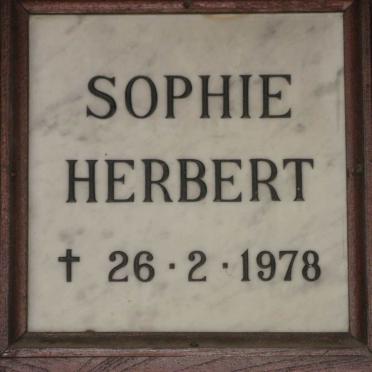 SOPHIE
HERBERT
† 26 · 2 · 1978